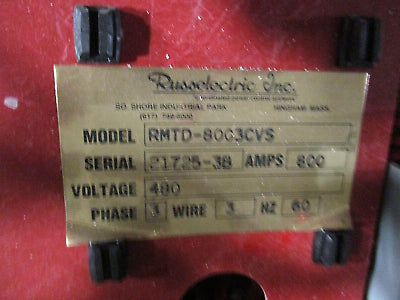 Russelectric Inc.
SO. SHORE INDUSTRIAL PARK HINGHAM, MASS.
MODEL RMTD-8003CVS
SERIAL 21725-3B AMPS 800
VOLTAGE 480
PHASE 3 WIRE 3 HZ 60